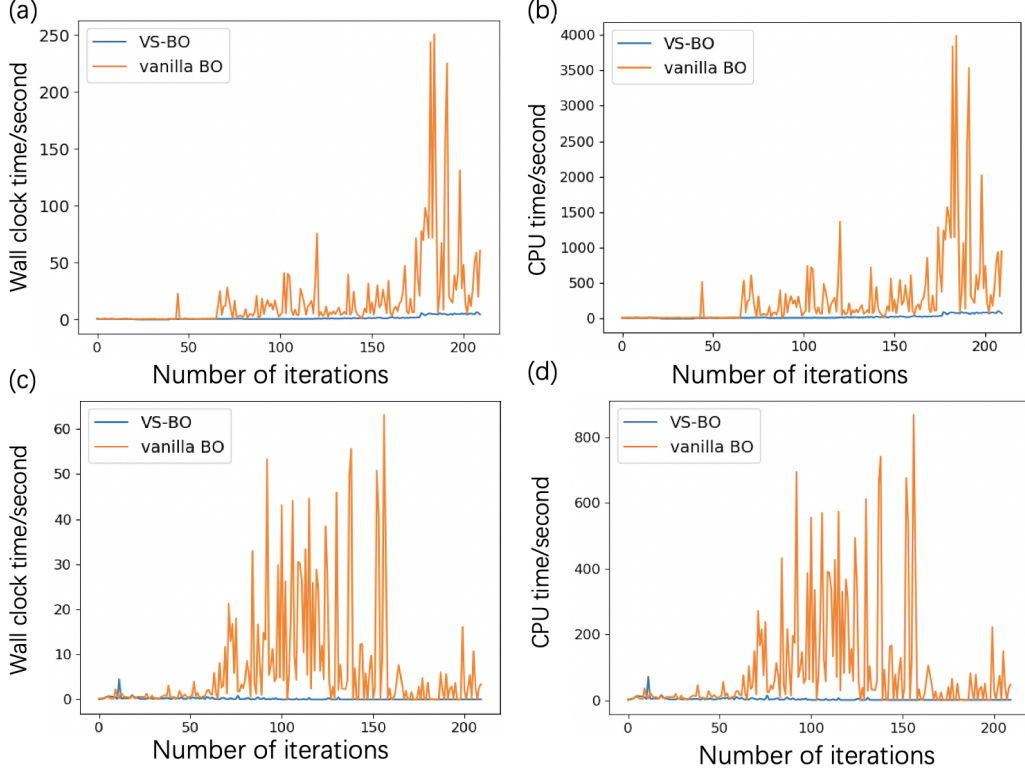 (a)
VS-BO
vanilla BO
250
200
150
100
50
0
Wall clock time/second
0 50 100 150 200
Number of iterations
(b)
VS-BO
vanilla BO
4000
3500
3000
2500
2000
1500
1000
500
0
CPU time/second
0 50 100 150 200
Number of iterations
(c)
VS-BO
vanilla BO
60
50
40
30
20
10
0
Wall clock time/second
0 50 100 150 200
Number of iterations
(d)
VS-BO
vanilla BO
800
600
400
200
0
CPU time/second
0 50 100 150 200
Number of iterations